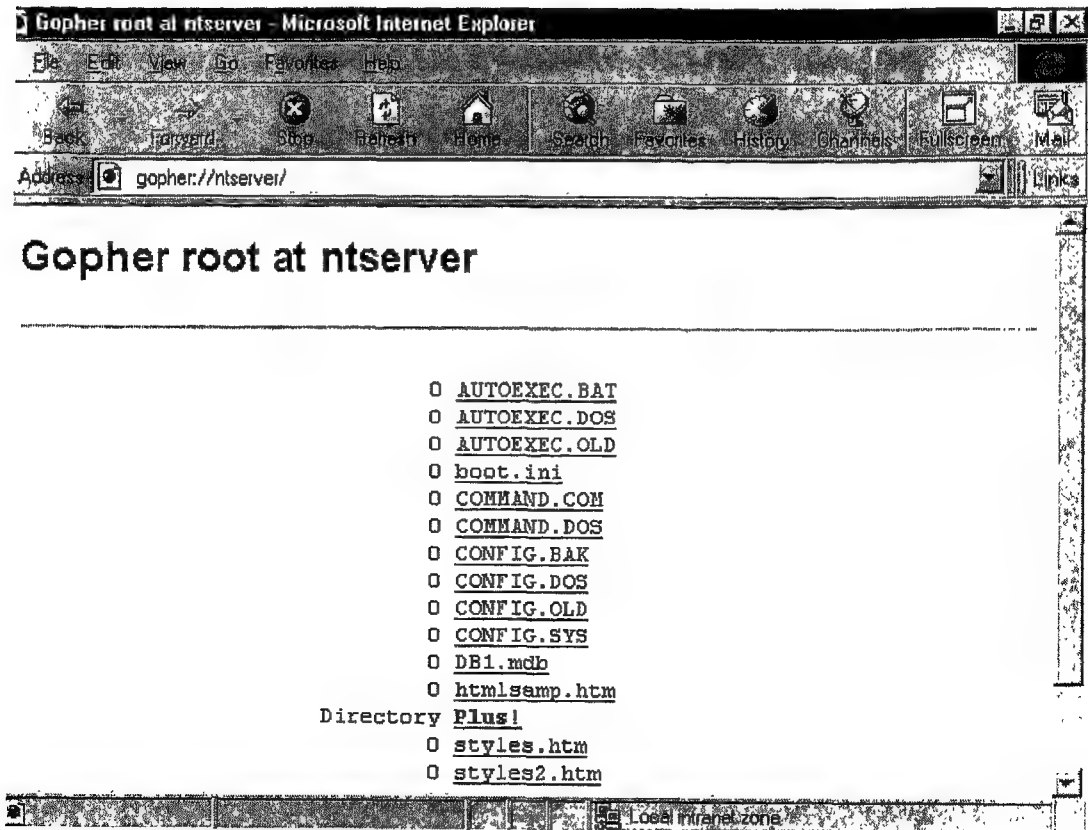 Gopher root at ntserver - Microsoft Internet Explorer
File Edit View Go Favorites Help
Back Forward Stop Refresh Home Search Favorites History Channels Fullscreen Mail
Address gopher://ntserver/ Links
Gopher root at ntserver
0 AUTOEXEC.BAT
0 AUTOEXEC.DOS
0 AUTOEXEC.OLD
0 boot.ini
0 COMMAND.COM
0 COMMAND.DOS
0 CONFIG.BAK
0 CONFIG.DOS
0 CONFIG.OLD
0 CONFIG.SYS
0 DB1.mdb
0 htmlsamp.htm
Directory Plus!
0 styles.htm
0 styles2.htm
Local intranet zone